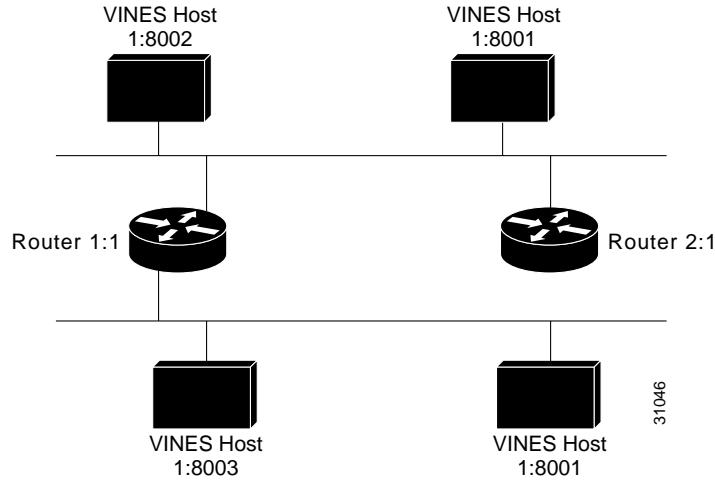 VINES Host
1:8002
VINES Host
1:8001
Router 1:1
Router 2:1
VINES Host
1:8003
VINES Host
1:8001
31046